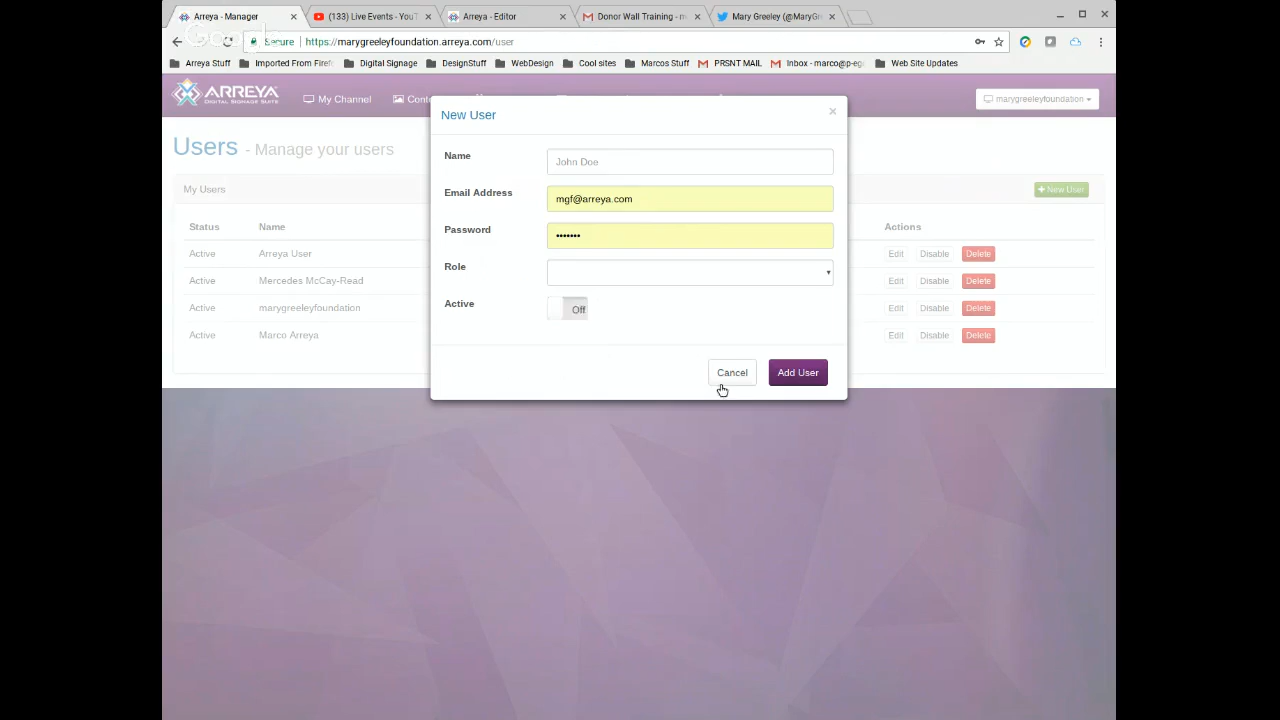 Arreya - Manager
(133) Live Events - YouT
Arreya - Editor
Donor Wall Training - m
Mary Greeley (@MaryGr
Google
Secure
https://marygreeleyfoundation.arreya.com/user
Arreya Stuff
Imported From Firef
Digital Signage
DesignStuff
WebDesign
Cool sites
Marcos Stuff
PRSNT MAIL
Inbox - marco@p-eg
Web Site Updates
ARREYA
DIGITAL SIGNAGE SUITE
My Channel
Conte
marygreeleyfoundation
Users - Manage your users
My Users
+ New User
Status Name Actions
Active Arreya User Edit Disable Delete
Active Mercedes McCay-Read Edit Disable Delete
Active marygreeleyfoundation Edit Disable Delete
Active Marco Arreya Edit Disable Delete
New User
×
Name John Doe
Email Address mgf@arreya.com
Password •••••••
Role
Active Off
Cancel Add User